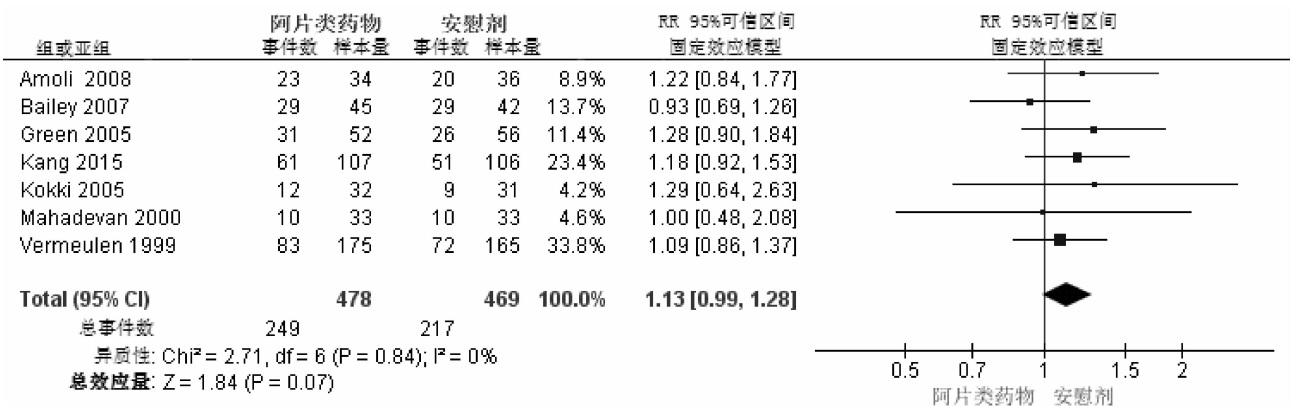 阿片类药物 安慰剂 RR 95%可信区间 RR 95%可信区间
组或亚组 事件数 样本量 事件数 样本量 固定效应模型 固定效应模型
Amoli 2008 23 34 20 36 8.9% 1.22 [0.84, 1.77]
Bailey 2007 29 45 29 42 13.7% 0.93 [0.69, 1.26]
Green 2005 31 52 26 56 11.4% 1.28 [0.90, 1.84]
Kang 2015 61 107 51 106 23.4% 1.18 [0.92, 1.53]
Kokki 2005 12 32 9 31 4.2% 1.29 [0.64, 2.63]
Mahadevan 2000 10 33 10 33 4.6% 1.00 [0.48, 2.08]
Vermeulen 1999 83 175 72 165 33.8% 1.09 [0.86, 1.37]
Total (95% CI) 478 469 100.0% 1.13 [0.99, 1.28]
总事件数 249 217
异质性: Chi² = 2.71, df = 6 (P = 0.84); I² = 0%
总效应量: Z = 1.84 (P = 0.07)
0.5 0.7 1 1.5 2
阿片类药物 安慰剂